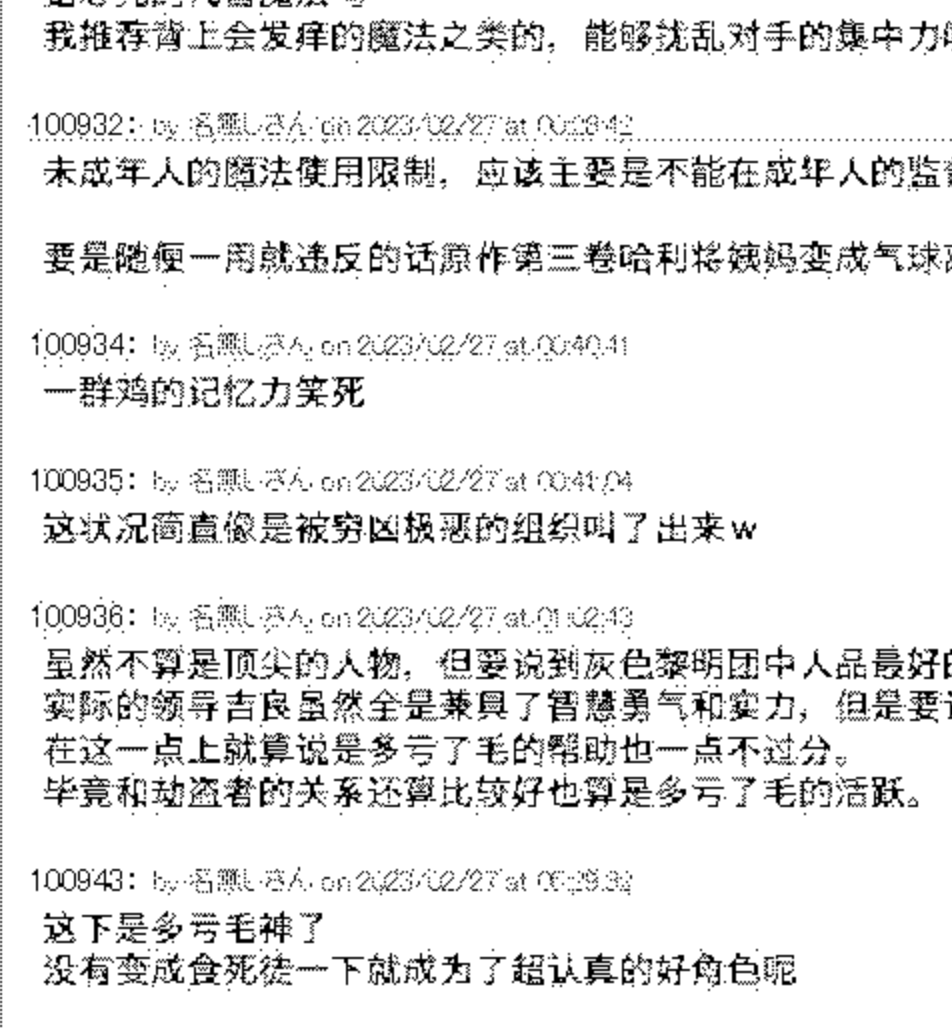 我推荐背上会发痒的魔法之类的，能够扰乱对手的集中力
100932: by 名無しさん on 2023/02/27 at
未成年人的魔法使用限制，应该主要是不能在成年人的监
要是随便一用就违反的话原作第三卷哈利将姨妈变成气球
100934: by 名無しさん on 2023/02/27 at 00:40:41
一群鸡的记忆力笑死
100935: by 名無しさん on 2023/02/27 at 00:41:04
这状况简直像是被穷凶极恶的组织叫了出来w
100936: by 名無しさん on 2023/02/27 at 01:02:43
虽然不算是顶尖的人物，但要说到灰色黎明团中人品最好的
实际的领导吉良虽然全是兼具了智慧勇气和实力，但是要
在这一点上就算说是多亏了毛的帮助也一点不过分。
毕竟和劫盗者的关系还算比较好也算是多亏了毛的活跃。
100943: by 名無しさん on 2023/02/27 at
这下是多亏毛神了
没有变成食死徒一下就成为了超认真的好角色呢